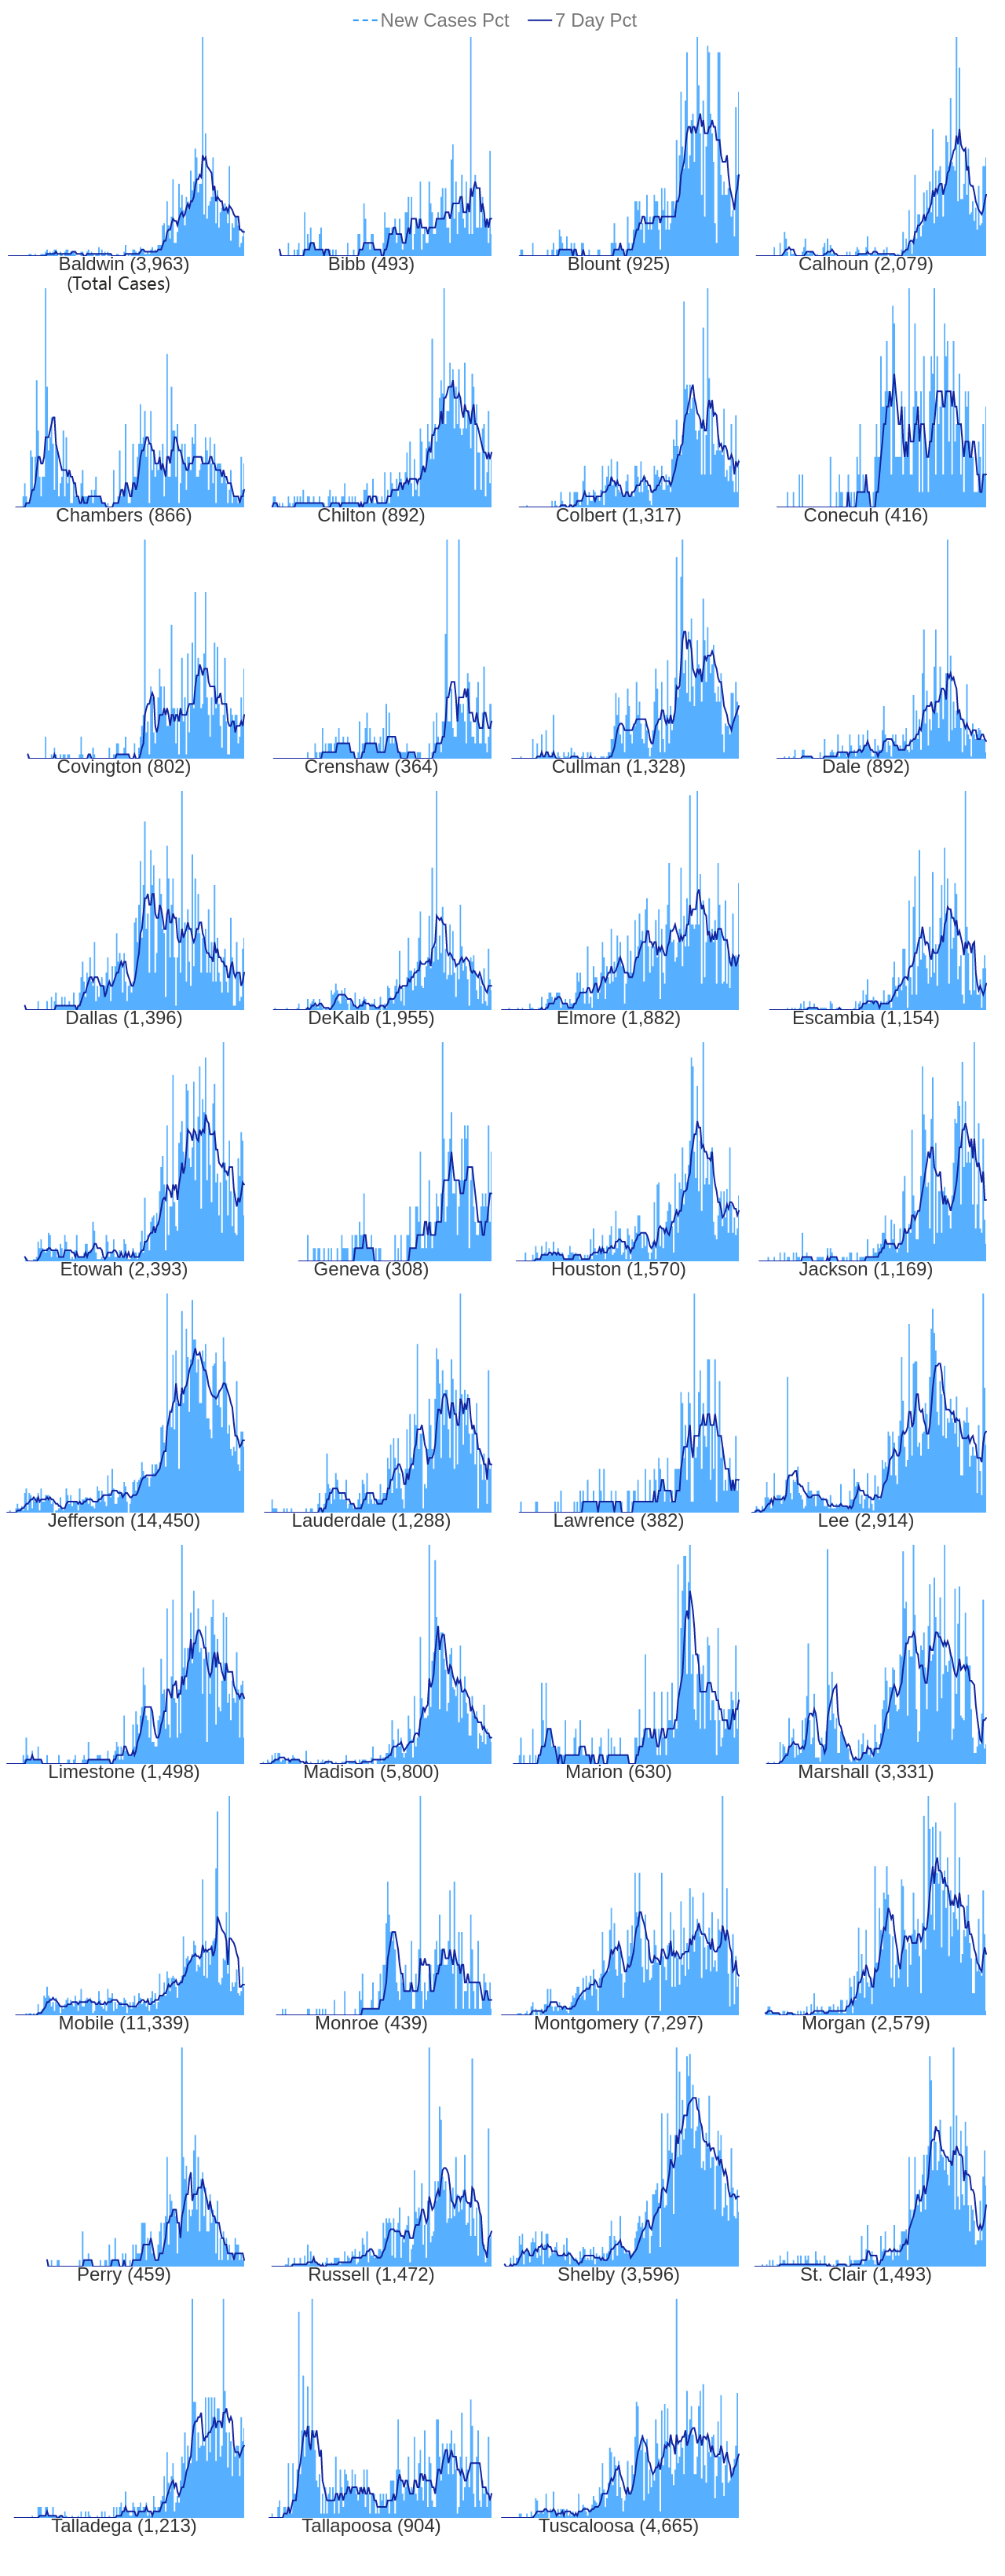 New Cases Pct 7 Day Pct
Baldwin (3,963) Bibb (493) Blount (925) Calhoun (2,079)
(Total Cases)
Chambers (866) Chilton (892) Colbert (1,317) Conecuh (416)
Covington (802) Crenshaw (364) Cullman (1,328) Dale (892)
Dallas (1,396) DeKalb (1,955) Elmore (1,882) Escambia (1,154)
Etowah (2,393) Geneva (308) Houston (1,570) Jackson (1,169)
Jefferson (14,450) Lauderdale (1,288) Lawrence (382) Lee (2,914)
Limestone (1,498) Madison (5,800) Marion (630) Marshall (3,331)
Mobile (11,339) Monroe (439) Montgomery (7,297) Morgan (2,579)
Perry (459) Russell (1,472) Shelby (3,596) St. Clair (1,493)
Talladega (1,213) Tallapoosa (904) Tuscaloosa (4,665)